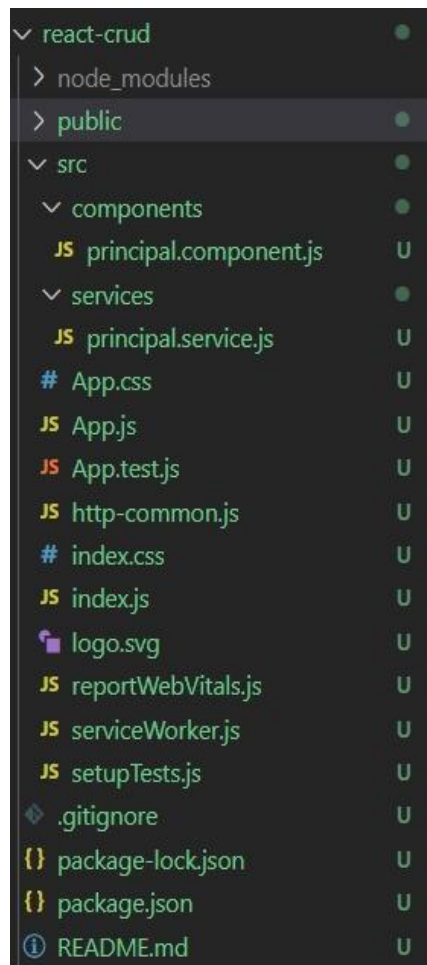 react-crud
node_modules
public
src
components
JS principal.component.js U
services
JS principal.service.js U
# App.css U
JS App.js U
JS App.test.js U
JS http-common.js U
# index.css U
JS index.js U
logo.svg U
JS reportWebVitals.js U
JS serviceWorker.js U
JS setupTests.js U
.gitignore U
{} package-lock.json U
{} package.json U
README.md U